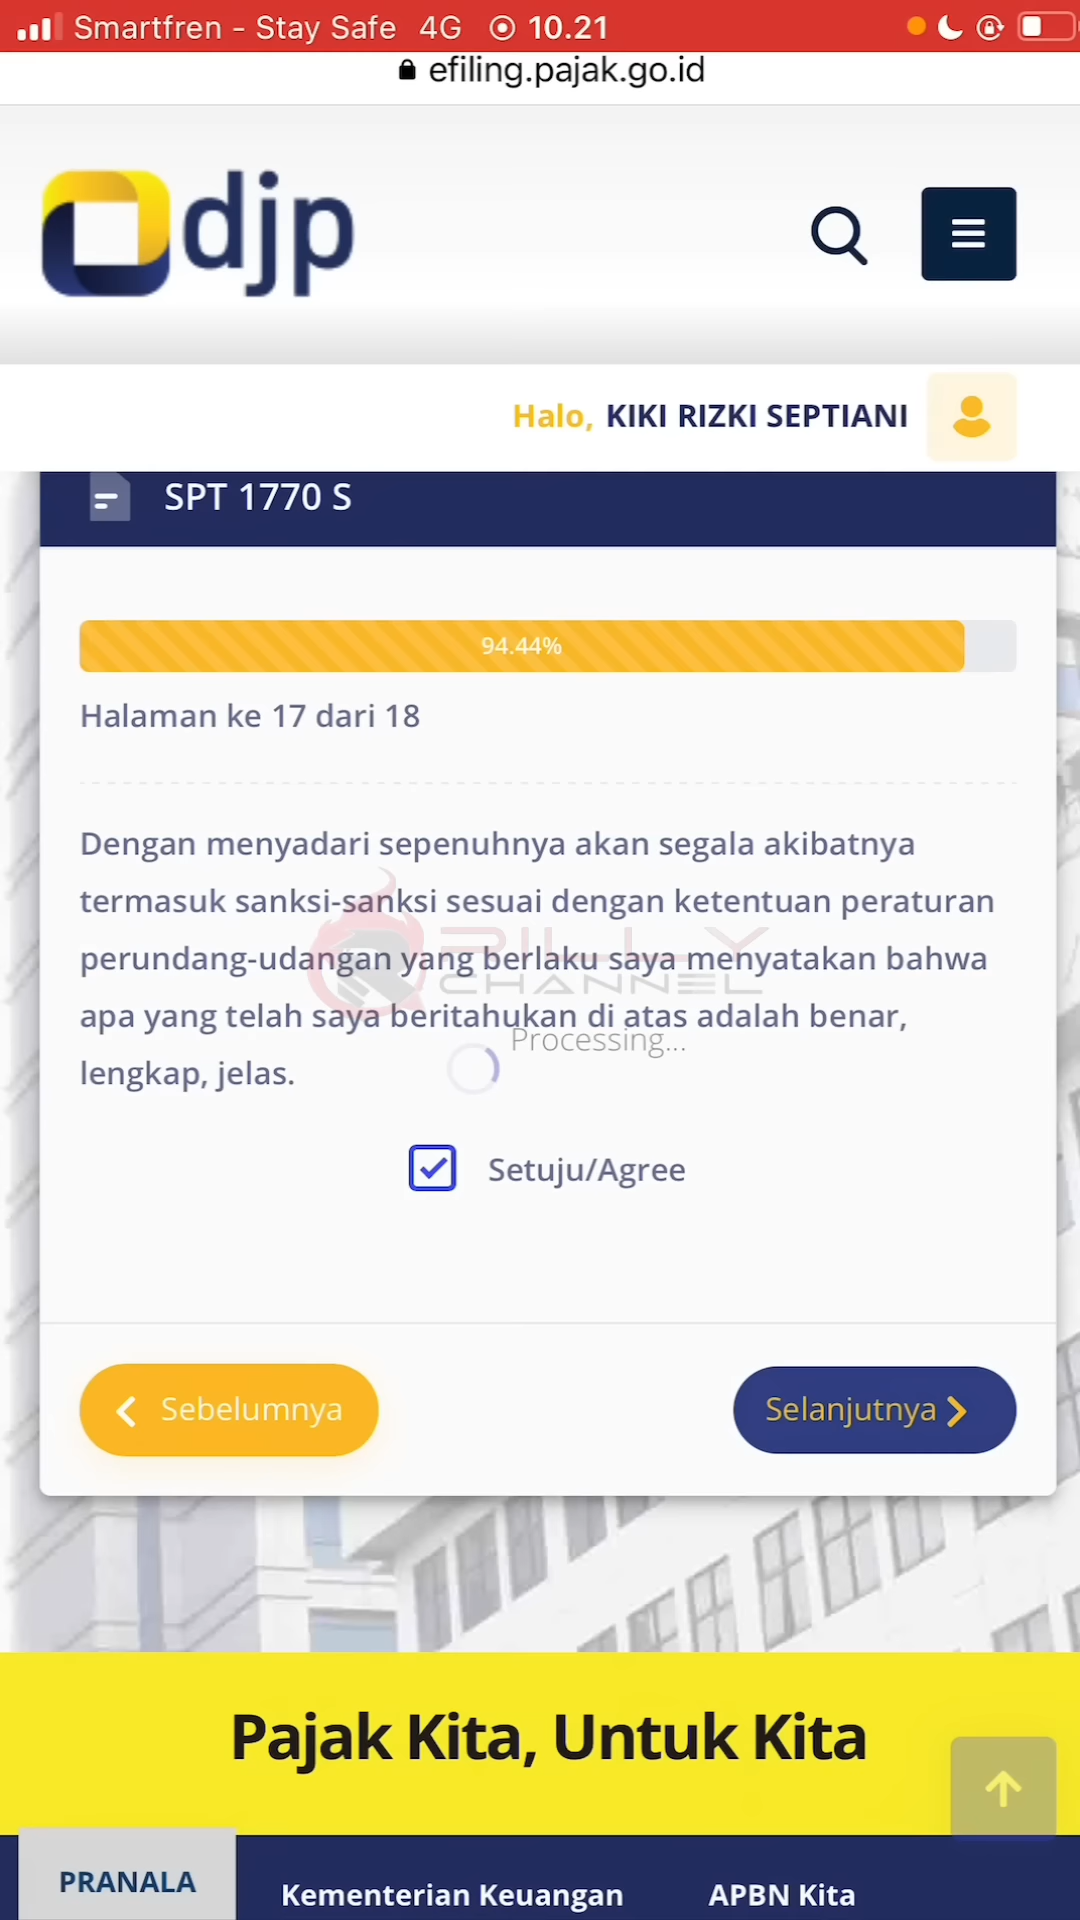 Smartfren - Stay Safe 4G 10.21
efiling.pajak.go.id
djp
Halo, KIKI RIZKI SEPTIANI
SPT 1770 S
94.44%
Halaman ke 17 dari 18
Dengan menyadari sepenuhnya akan segala akibatnya
termasuk sanksi-sanksi sesuai dengan ketentuan peraturan
perundang-udangan yang berlaku saya menyatakan bahwa
apa yang telah saya beritahukan di atas adalah benar,
lengkap, jelas.
Processing...
Setuju/Agree
Sebelumnya
Selanjutnya
Pajak Kita, Untuk Kita
PRANALA
Kementerian Keuangan
APBN Kita